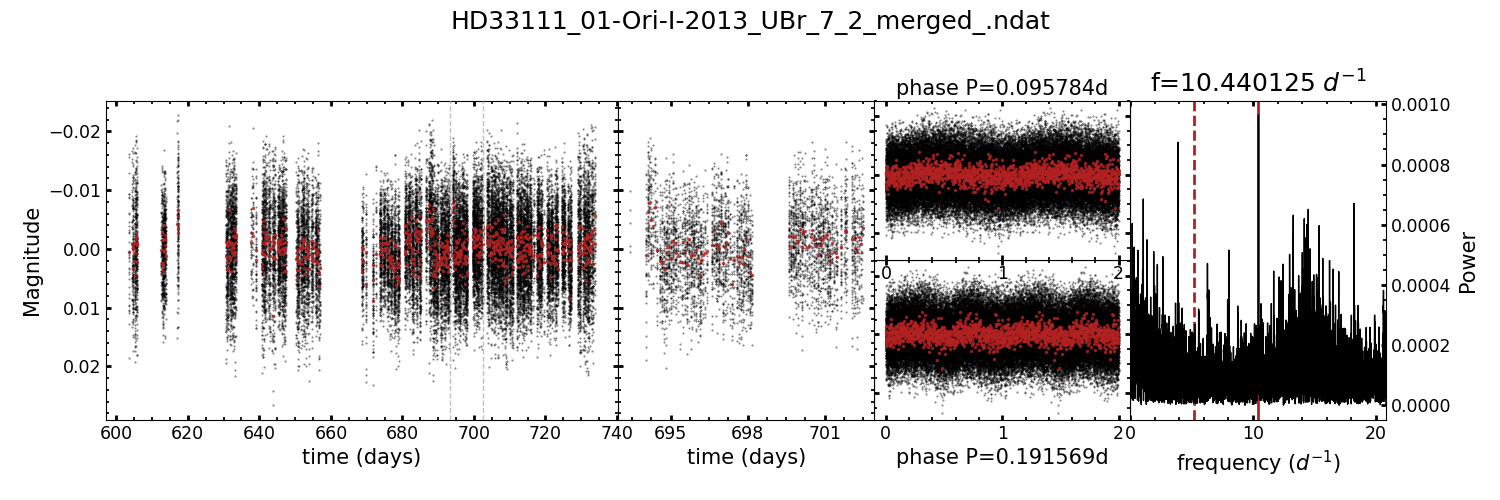 HD33111_01-Ori-I-2013_UBr_7_2_merged_.ndat
phase P=0.095784d
f=10.440125 d⁻¹
Magnitude
−0.02
−0.01
0.00
0.01
0.02
600 620 640 660 680 700 720 740
time (days)
695 698 701
time (days)
0 1 2
0 1 2
phase P=0.191569d
0.0010
0.0008
0.0006
0.0004
0.0002
0.0000
Power
0 10 20
frequency (d⁻¹)